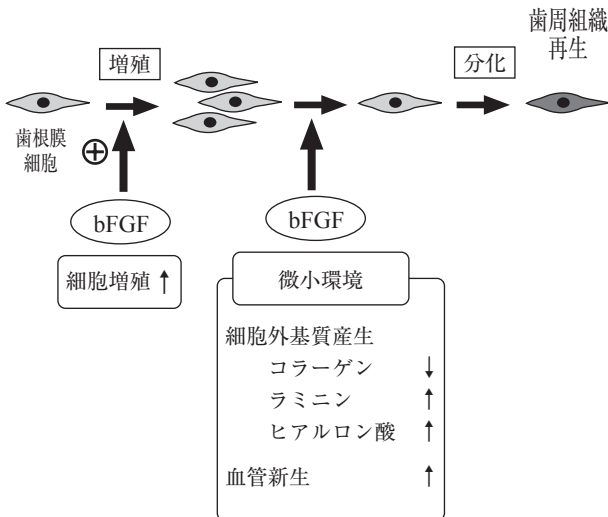 歯周組織
再生
増殖
分化
歯根膜
細胞
bFGF
bFGF
細胞増殖 ↑
微小環境
細胞外基質産生
コラーゲン ↓
ラミニン ↑
ヒアルロン酸 ↑
血管新生 ↑